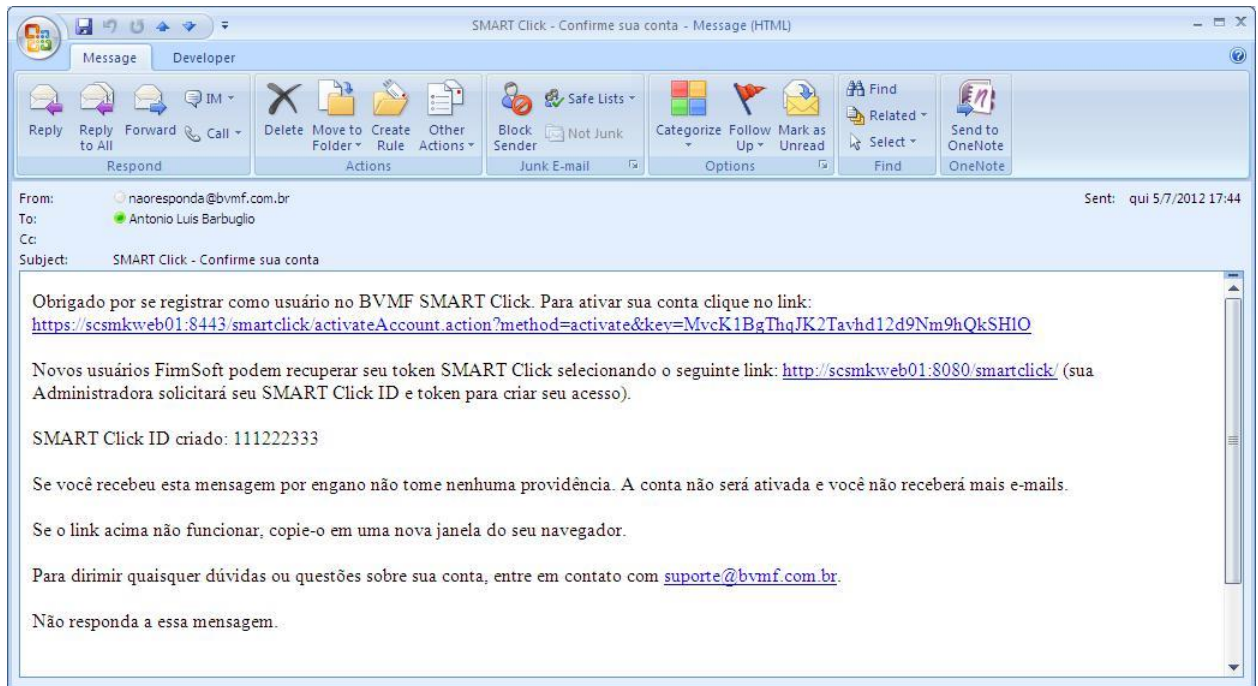 SMART Click - Confirme sua conta - Message (HTML)
Message Developer
Reply
Reply to All
Forward
IM
Call
Respond
Delete
Move to Folder
Create Rule
Other Actions
Actions
Block Sender
Safe Lists
Not Junk
Junk E-mail
Categorize
Follow Up
Mark as Unread
Options
Find
Related
Select
Find
Send to OneNote
OneNote
From: naoresponda@bvmf.com.br
Sent: qui 5/7/2012 17:44
To: Antonio Luis Barbuglio
Cc:
Subject: SMART Click - Confirme sua conta
Obrigado por se registrar como usuário no BVMF SMART Click. Para ativar sua conta clique no link:
https://scsmkweb01:8443/smartclick/activateAccount.action?method=activate&key=MvcK1BgThqJK2Tavhd12d9Nm9hQkSHlO
Novos usuários FirmSoft podem recuperar seu token SMART Click selecionando o seguinte link: http://scsmkweb01:8080/smartclick/ (sua
Administradora solicitará seu SMART Click ID e token para criar seu acesso).
SMART Click ID criado: 111222333
Se você recebeu esta mensagem por engano não tome nenhuma providência. A conta não será ativada e você não receberá mais e-mails.
Se o link acima não funcionar, copie-o em uma nova janela do seu navegador.
Para dirimir quaisquer dúvidas ou questões sobre sua conta, entre em contato com suporte@bvmf.com.br.
Não responda a essa mensagem.